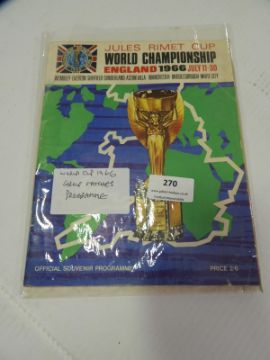 JULES RIMET CUP
WORLD CHAMPIONSHIP
ENGLAND 1966 JULY 11-30
WEMBLEY EVERTON SHEFFIELD SUNDERLAND ASTON VILLA MANCHESTER MIDDLESBROUGH WHITE CITY
270
WORLD CUP 1966
PROGRAMME
OFFICIAL SOUVENIR PROGRAMME
PRICE 2/6